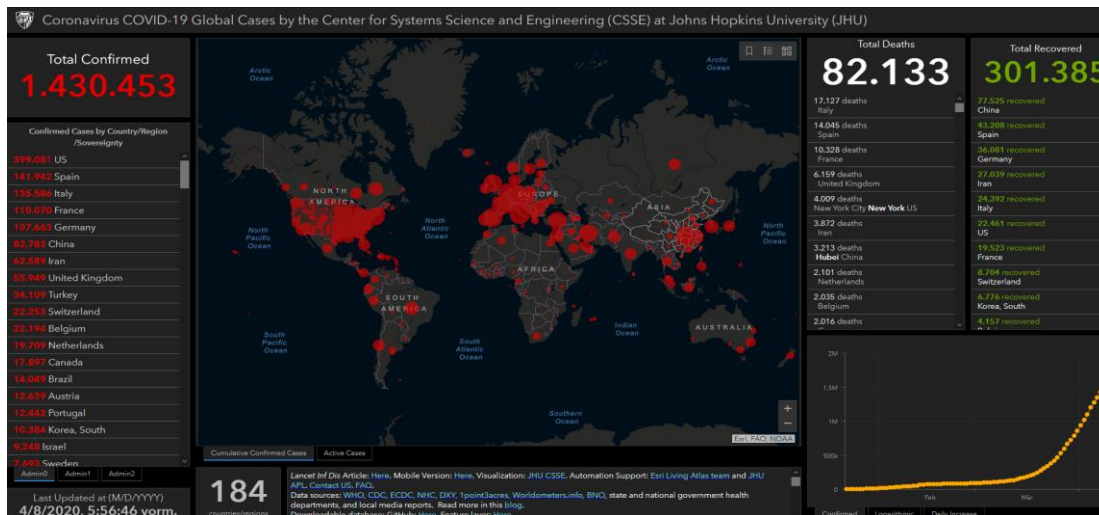 Coronavirus COVID-19 Global Cases by the Center for Systems Science and Engineering (CSSE) at Johns Hopkins University (JHU)
Total Confirmed
1.430.453
Confirmed Cases by Country/Region
/Sovereignty
399.081 US
141.942 Spain
135.586 Italy
110.070 France
107.663 Germany
82.783 China
62.589 Iran
55.949 United Kingdom
34.109 Turkey
22.253 Switzerland
22.194 Belgium
19.709 Netherlands
17.897 Canada
14.049 Brazil
12.639 Austria
12.442 Portugal
10.384 Korea, South
9.248 Israel
7.693 Sweden
Admin0 Admin1 Admin2
Last Updated at (M/D/YYYY)
4/8/2020, 5:56:46 vorm.
Arctic
Ocean
Arctic
Ocean
NORTH
AMERICA
EUROPE
ASIA
North
Pacific
Ocean
North
Atlantic
Ocean
North
Pacific
Ocean
AFRICA
SOUTH
AMERICA
Indian
Ocean
AUSTRALIA
South
Pacific
Ocean
South
Atlantic
Ocean
Southern
Ocean
+
−
Esri, FAO, NOAA
Cumulative Confirmed Cases Active Cases
184
countries/regions
Lancet Inf Dis Article: Here. Mobile Version: Here. Visualization: JHU CSSE. Automation Support: Esri Living Atlas team and JHU
APL. Contact US. FAQ.
Data sources: WHO, CDC, ECDC, NHC, DXY, 1point3acres, Worldometers.info, BNO, state and national government health
departments, and local media reports. Read more in this blog.
Downloadable database: GitHub: Here. Feature layer: Here.
Total Deaths
82.133
17.127 deaths
Italy
14.045 deaths
Spain
10.328 deaths
France
6.159 deaths
United Kingdom
4.009 deaths
New York City New York US
3.872 deaths
Iran
3.213 deaths
Hubei China
2.101 deaths
Netherlands
2.035 deaths
Belgium
2.016 deaths
Total Recovered
301.385
77.525 recovered
China
43.208 recovered
Spain
36.081 recovered
Germany
27.039 recovered
Iran
24.392 recovered
Italy
22.461 recovered
US
19.523 recovered
France
8.704 recovered
Switzerland
6.776 recovered
Korea, South
4.157 recovered
2M
1,5M
1M
500k
0
Feb Mär
Confirmed Logarithmic Daily Increase